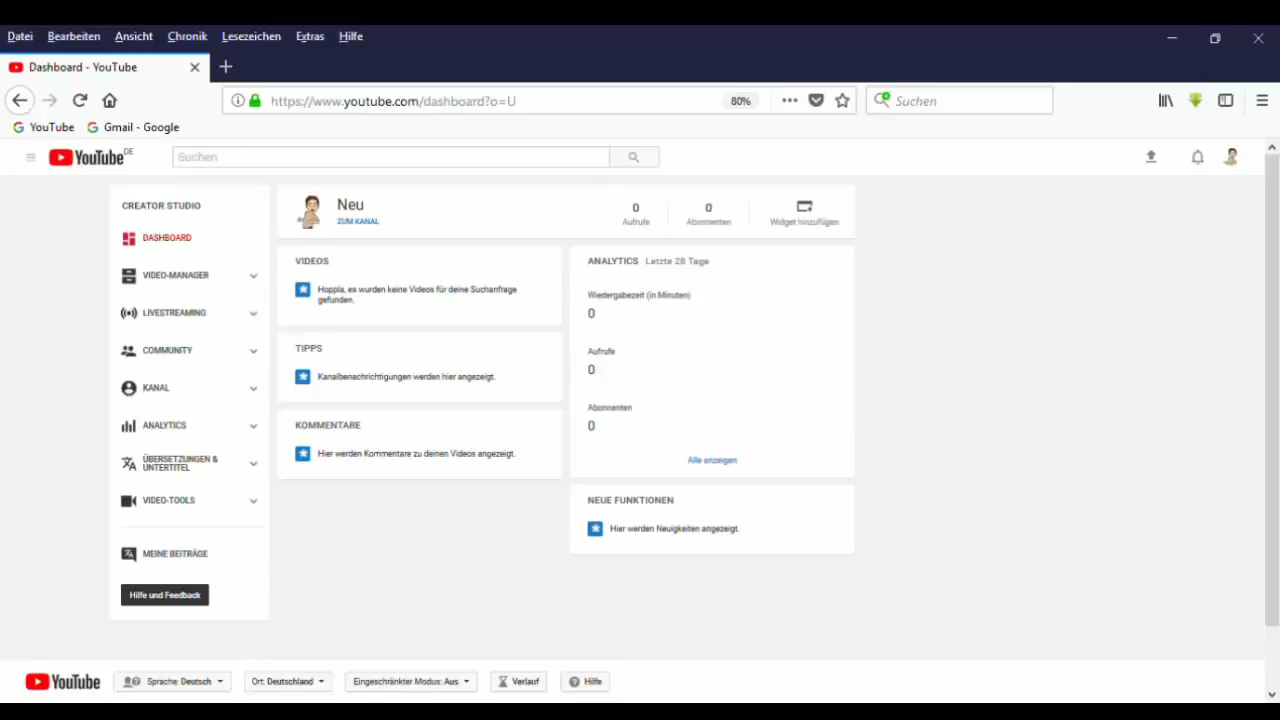 Datei Bearbeiten Ansicht Chronik Lesezeichen Extras Hilfe
Dashboard - YouTube
https://www.youtube.com/dashboard?o=U 80% Suchen
YouTube Gmail - Google
YouTube DE Suchen
CREATOR STUDIO
DASHBOARD
VIDEO-MANAGER
LIVESTREAMING
COMMUNITY
KANAL
ANALYTICS
ÜBERSETZUNGEN &
UNTERTITEL
VIDEO-TOOLS
MEINE BEITRÄGE
Hilfe und Feedback
Neu
ZUM KANAL
0
Aufrufe
0
Abonnenten
Widget hinzufügen
VIDEOS
Hoppla, es wurden keine Videos für deine Suchanfrage
gefunden.
TIPPS
Kanalbenachrichtigungen werden hier angezeigt.
KOMMENTARE
Hier werden Kommentare zu deinen Videos angezeigt.
ANALYTICS Letzte 28 Tage
Wiedergabezeit (in Minuten)
0
Aufrufe
0
Abonnenten
0
Alle anzeigen
NEUE FUNKTIONEN
Hier werden Neuigkeiten angezeigt.
YouTube Sprache: Deutsch Ort: Deutschland Eingeschränkter Modus: Aus Verlauf Hilfe